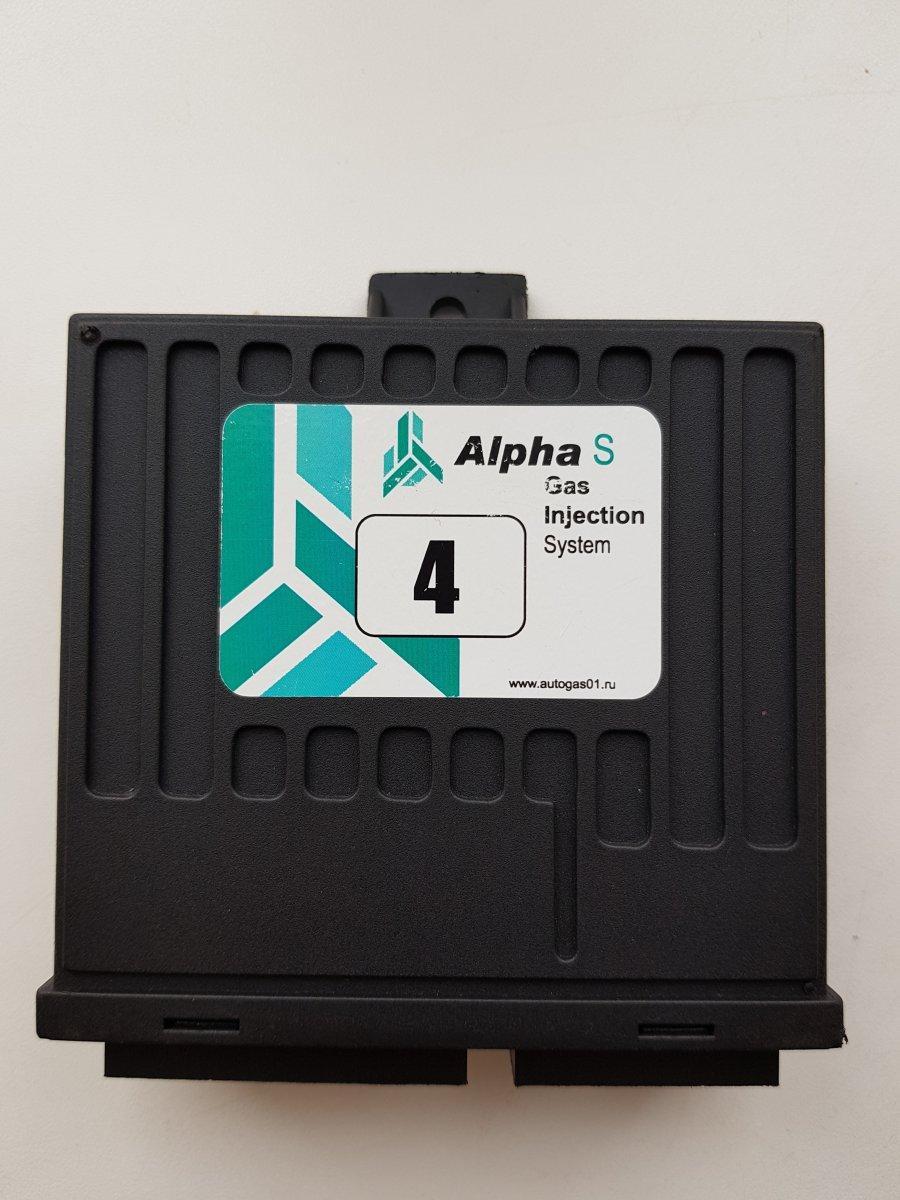 Alpha S
Gas
Injection
System
4
www.autogas01.ru